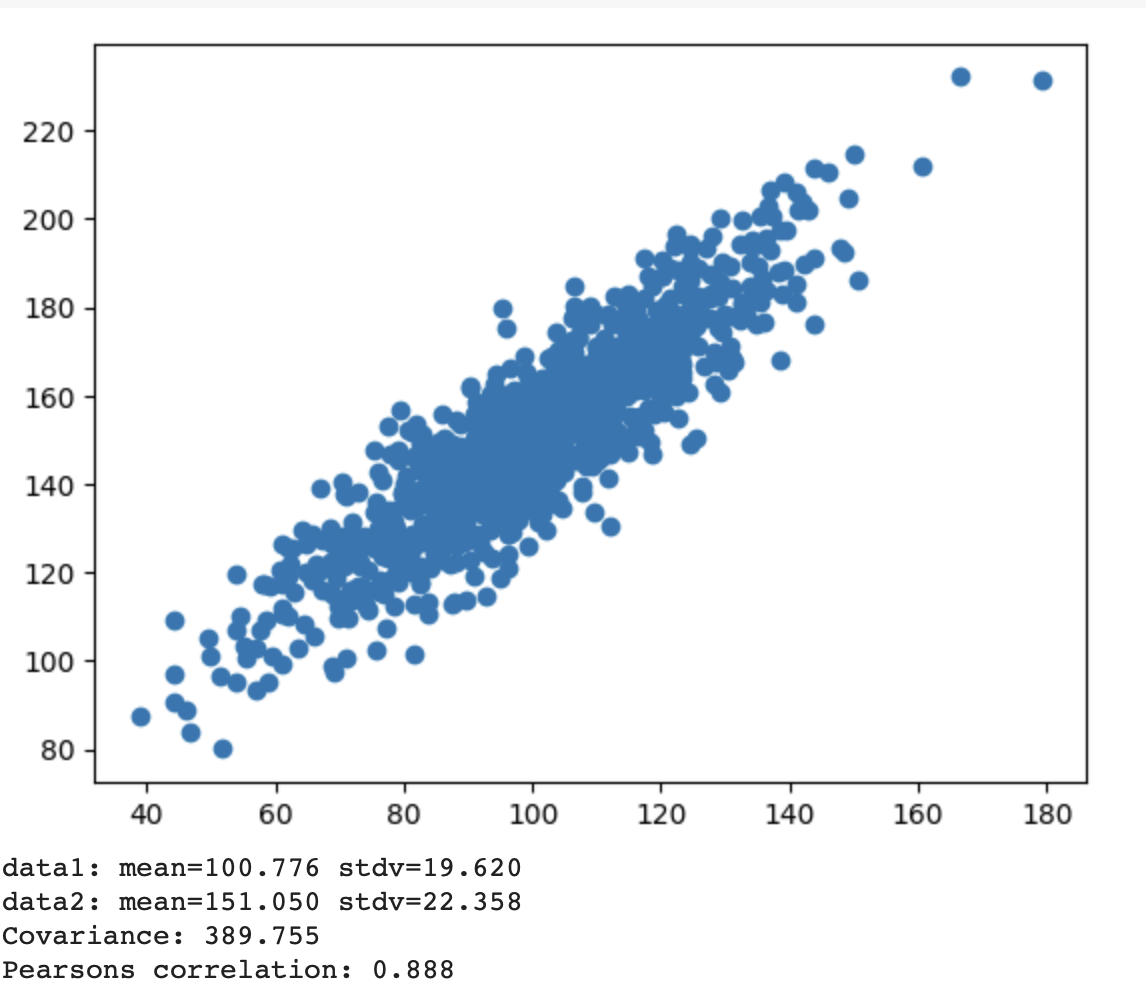 220
200
180
160
140
120
100
80
40 60 80 100 120 140 160 180
data1: mean=100.776 stdv=19.620
data2: mean=151.050 stdv=22.358
Covariance: 389.755
Pearsons correlation: 0.888